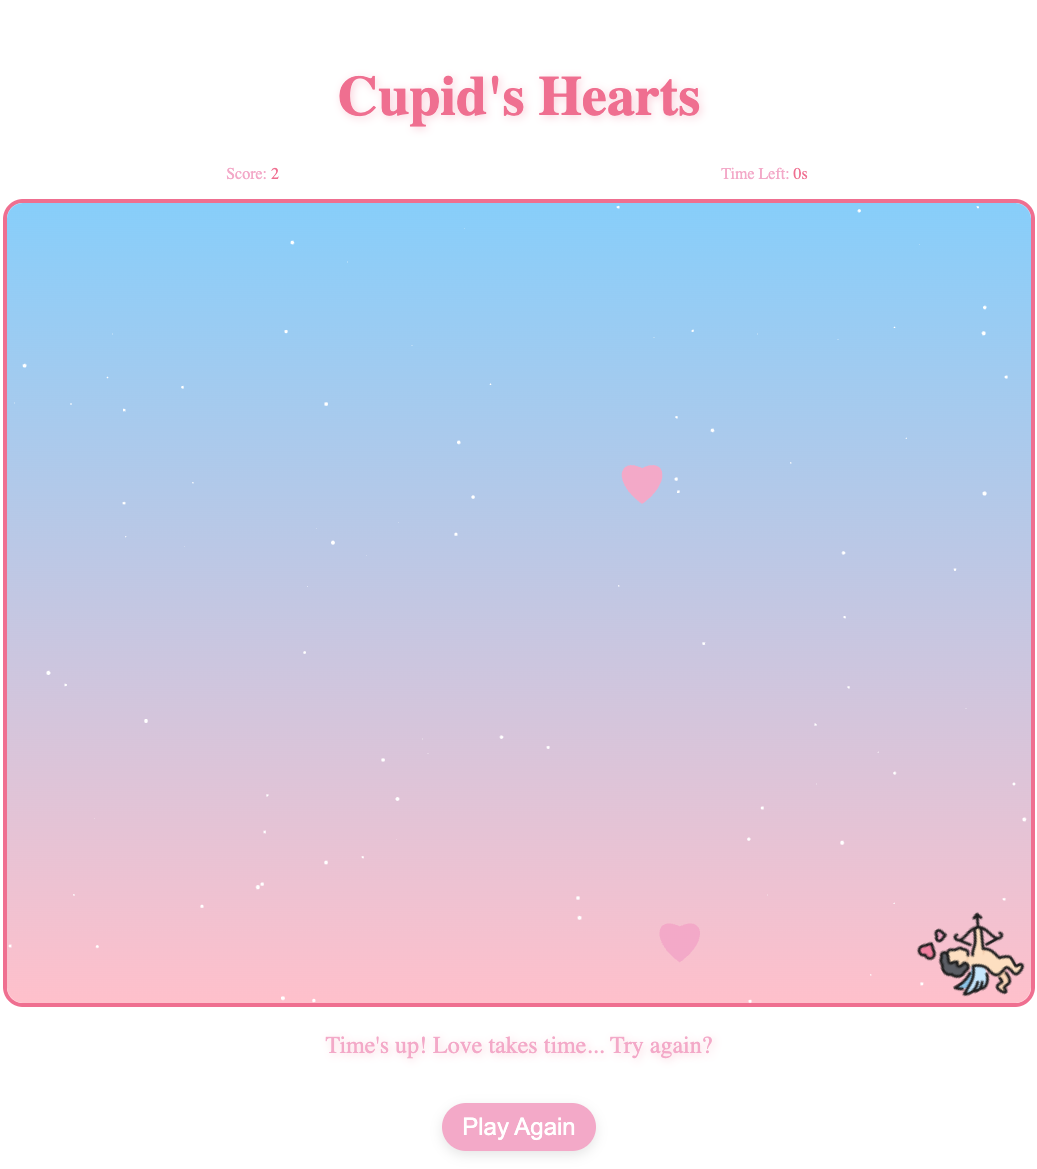 Cupid's Hearts
Score: 2
Time Left: 0s
Time's up! Love takes time... Try again?
Play Again